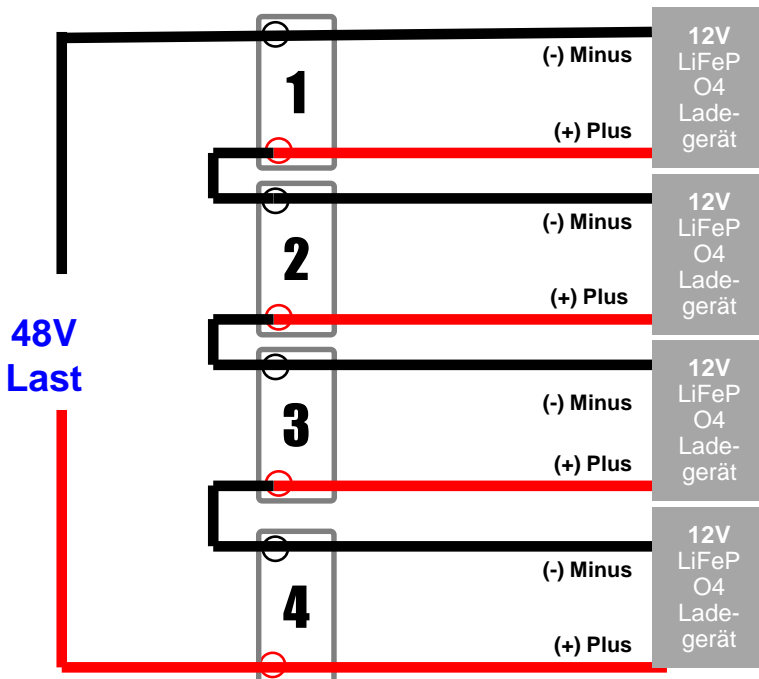 12V
LiFeP
O4
Lade-
gerät
(-) Minus
1
(+) Plus
12V
LiFeP
O4
Lade-
gerät
(-) Minus
2
(+) Plus
48V
Last
12V
LiFeP
O4
Lade-
gerät
(-) Minus
3
(+) Plus
12V
LiFeP
O4
Lade-
gerät
(-) Minus
4
(+) Plus